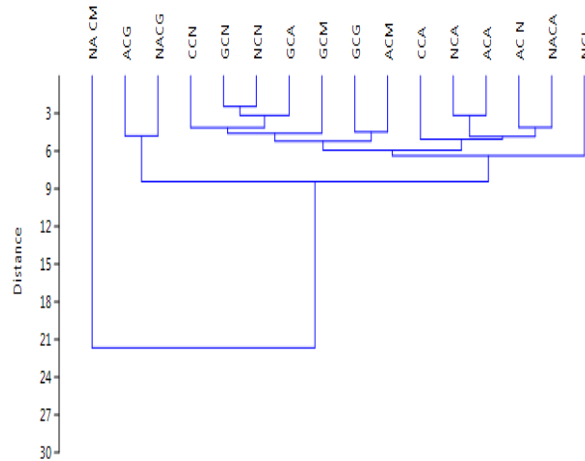 NA CM
ACG
NACG
CCN
GCN
NCN
GCA
GCM
GCG
ACM
CCA
NCA
ACA
AC N
NACA
3
6
9
12
15
18
21
24
27
30
Distance